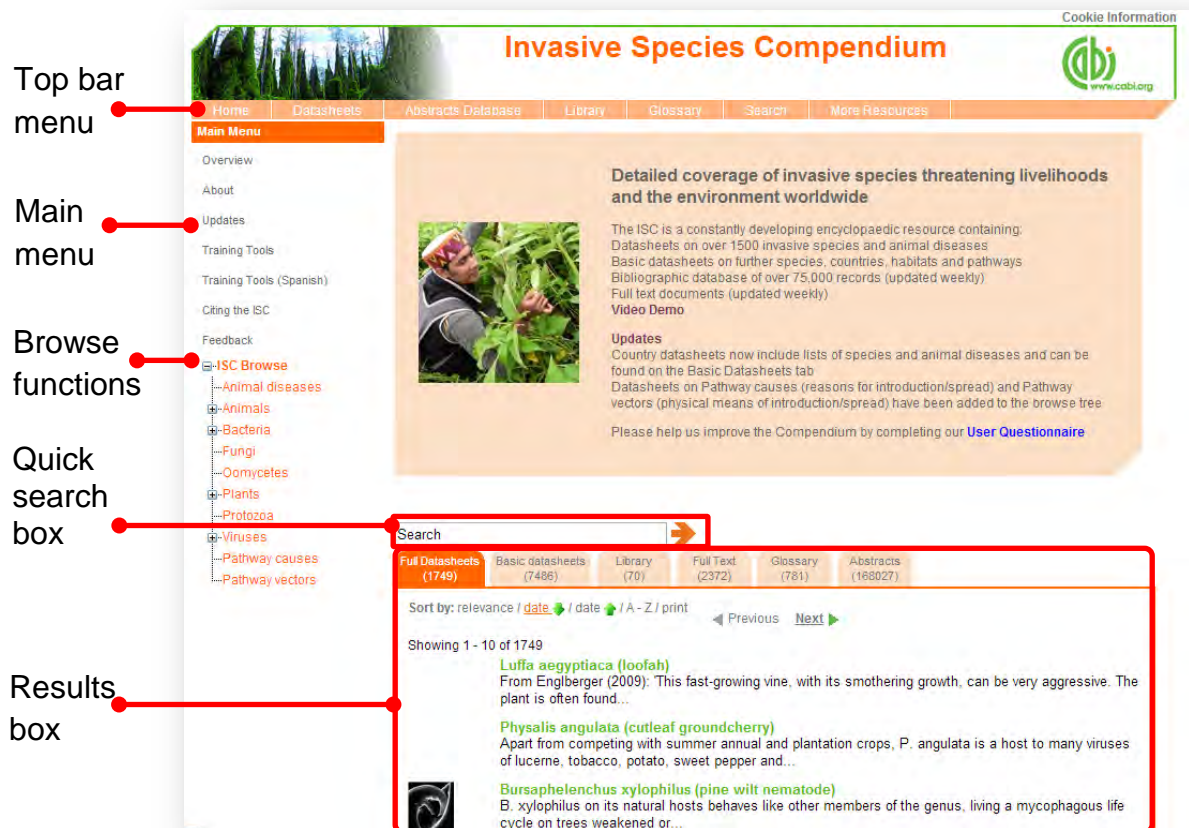 Cookie Information
Invasive Species Compendium
cabi
www.cabi.org
Top bar
menu
Home Datasheets Abstracts Database Library Glossary Search More Resources
Main Menu
Overview
About
Main
menu
Updates
Training Tools
Training Tools (Spanish)
Citing the ISC
Feedback
Browse
functions
ISC Browse
Animal diseases
Animals
Bacteria
Fungi
Oomycetes
Plants
Protozoa
Viruses
Pathway causes
Pathway vectors
Detailed coverage of invasive species threatening livelihoods
and the environment worldwide
The ISC is a constantly developing encyclopaedic resource containing:
Datasheets on over 1500 invasive species and animal diseases
Basic datasheets on further species, countries, habitats and pathways
Bibliographic database of over 75,000 records (updated weekly)
Full text documents (updated weekly)
Video Demo
Updates
Country datasheets now include lists of species and animal diseases and can be
found on the Basic Datasheets tab
Datasheets on Pathway causes (reasons for introduction/spread) and Pathway
vectors (physical means of introduction/spread) have been added to the browse tree
Please help us improve the Compendium by completing our User Questionnaire
Quick
search
box
Search
Full Datasheets (1749) Basic datasheets (7486) Library (70) Full Text (2372) Glossary (781) Abstracts (168027)
Sort by: relevance / date / date / A - Z / print Previous Next
Showing 1 - 10 of 1749
Results
box
Luffa aegyptiaca (loofah)
From Englberger (2009): 'This fast-growing vine, with its smothering growth, can be very aggressive. The
plant is often found...
Physalis angulata (cutleaf groundcherry)
Apart from competing with summer annual and plantation crops, P. angulata is a host to many viruses
of lucerne, tobacco, potato, sweet pepper and...
Bursaphelenchus xylophilus (pine wilt nematode)
B. xylophilus on its natural hosts behaves like other members of the genus, living a mycophagous life
cycle on trees weakened or...